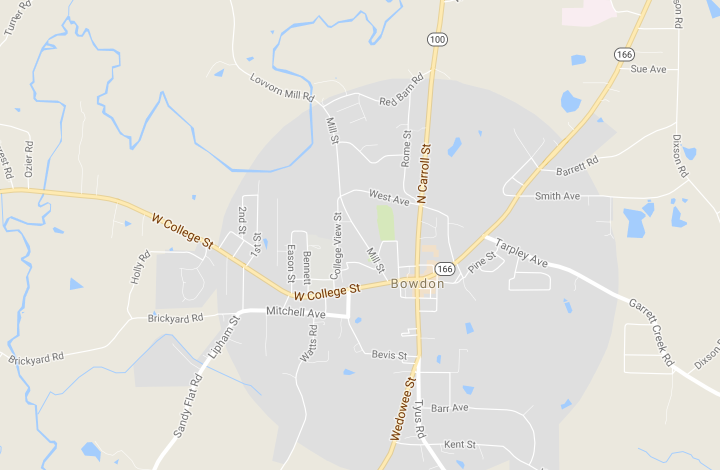 Turner Rd
100
166
Rd
Sue Ave
Lovvorn Mill Rd
Red Barn Rd
Mill St
Rome St
Ozier Rd
rest Rd
Dixson Rd
Barrett Rd
N Carroll St
West Ave
Smith Ave
W College St
2nd St
1st St
College View St
Eason St
Bennett
Mill St
Holly Rd
Tarpley Ave
Pine St
166
Bowdon
W College St
Mitchell Ave
Brickyard Rd
Lipham St
Watts Rd
Garrett Creek Rd
Brickyard Rd
Bevis St
Dixson R
Sandy Flat Rd
Wedowee St
Tyus Rd
Barr Ave
Kent St